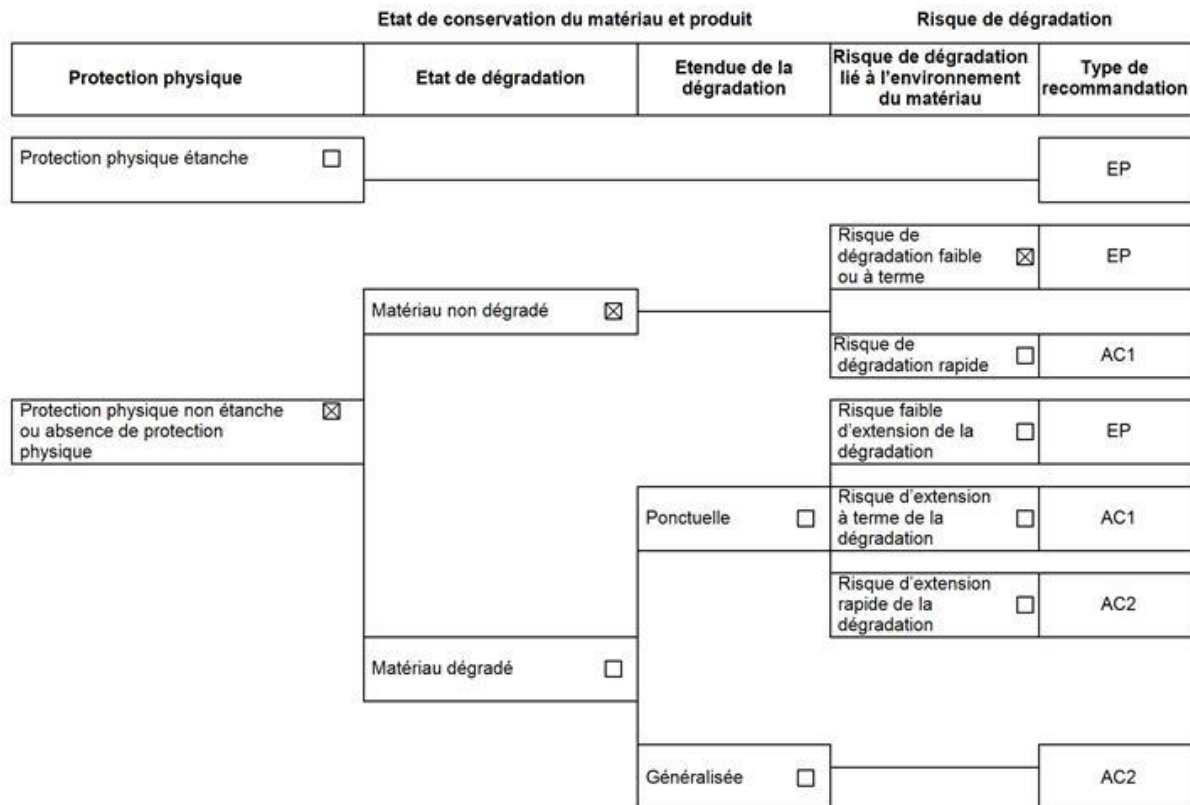 Etat de conservation du matériau et produit
Risque de dégradation
Protection physique
Etat de dégradation
Etendue de la
dégradation
Risque de dégradation
lié à l'environnement
du matériau
Type de
recommandation
Protection physique étanche ☐
EP
Risque de
dégradation faible ☒
ou à terme
EP
Matériau non dégradé ☒
Risque de
dégradation rapide ☐
AC1
Protection physique non étanche ☒
ou absence de protection
physique
Risque faible
d'extension de la ☐
dégradation
EP
Ponctuelle ☐
Risque d'extension
à terme de la ☐
dégradation
AC1
Risque d'extension
rapide de la ☐
dégradation
AC2
Matériau dégradé ☐
Généralisée ☐
AC2